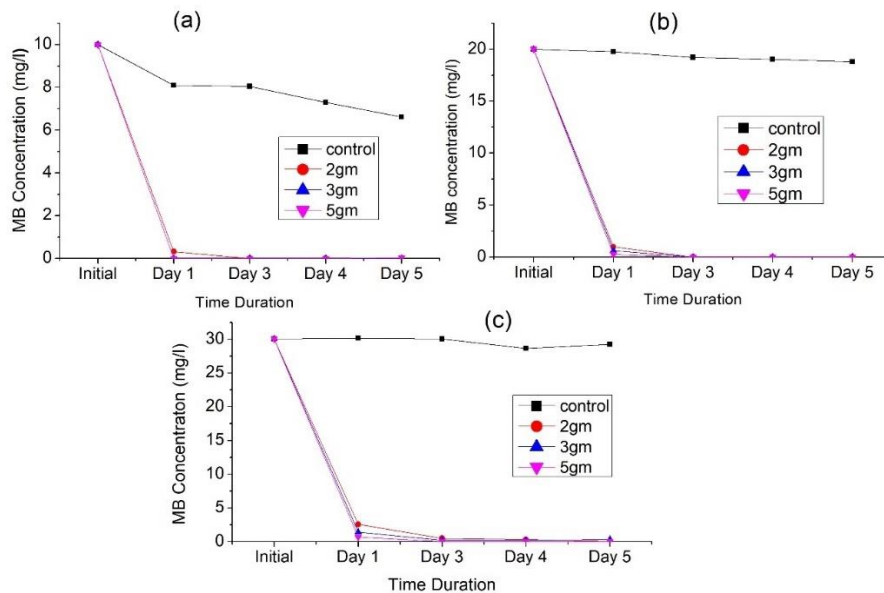 (a)
MB Concentration (mg/l)
10
8
6
4
2
0
control
2gm
3gm
5gm
Initial Day 1 Day 3 Day 4 Day 5
Time Duration
(b)
MB concentration (mg/l)
20
15
10
5
0
control
2gm
3gm
5gm
Initial Day 1 Day 3 Day 4 Day 5
Time Duration
(c)
MB Concentraton (mg/l)
30
25
20
15
10
5
0
control
2gm
3gm
5gm
Initial Day 1 Day 3 Day 4 Day 5
Time Duration